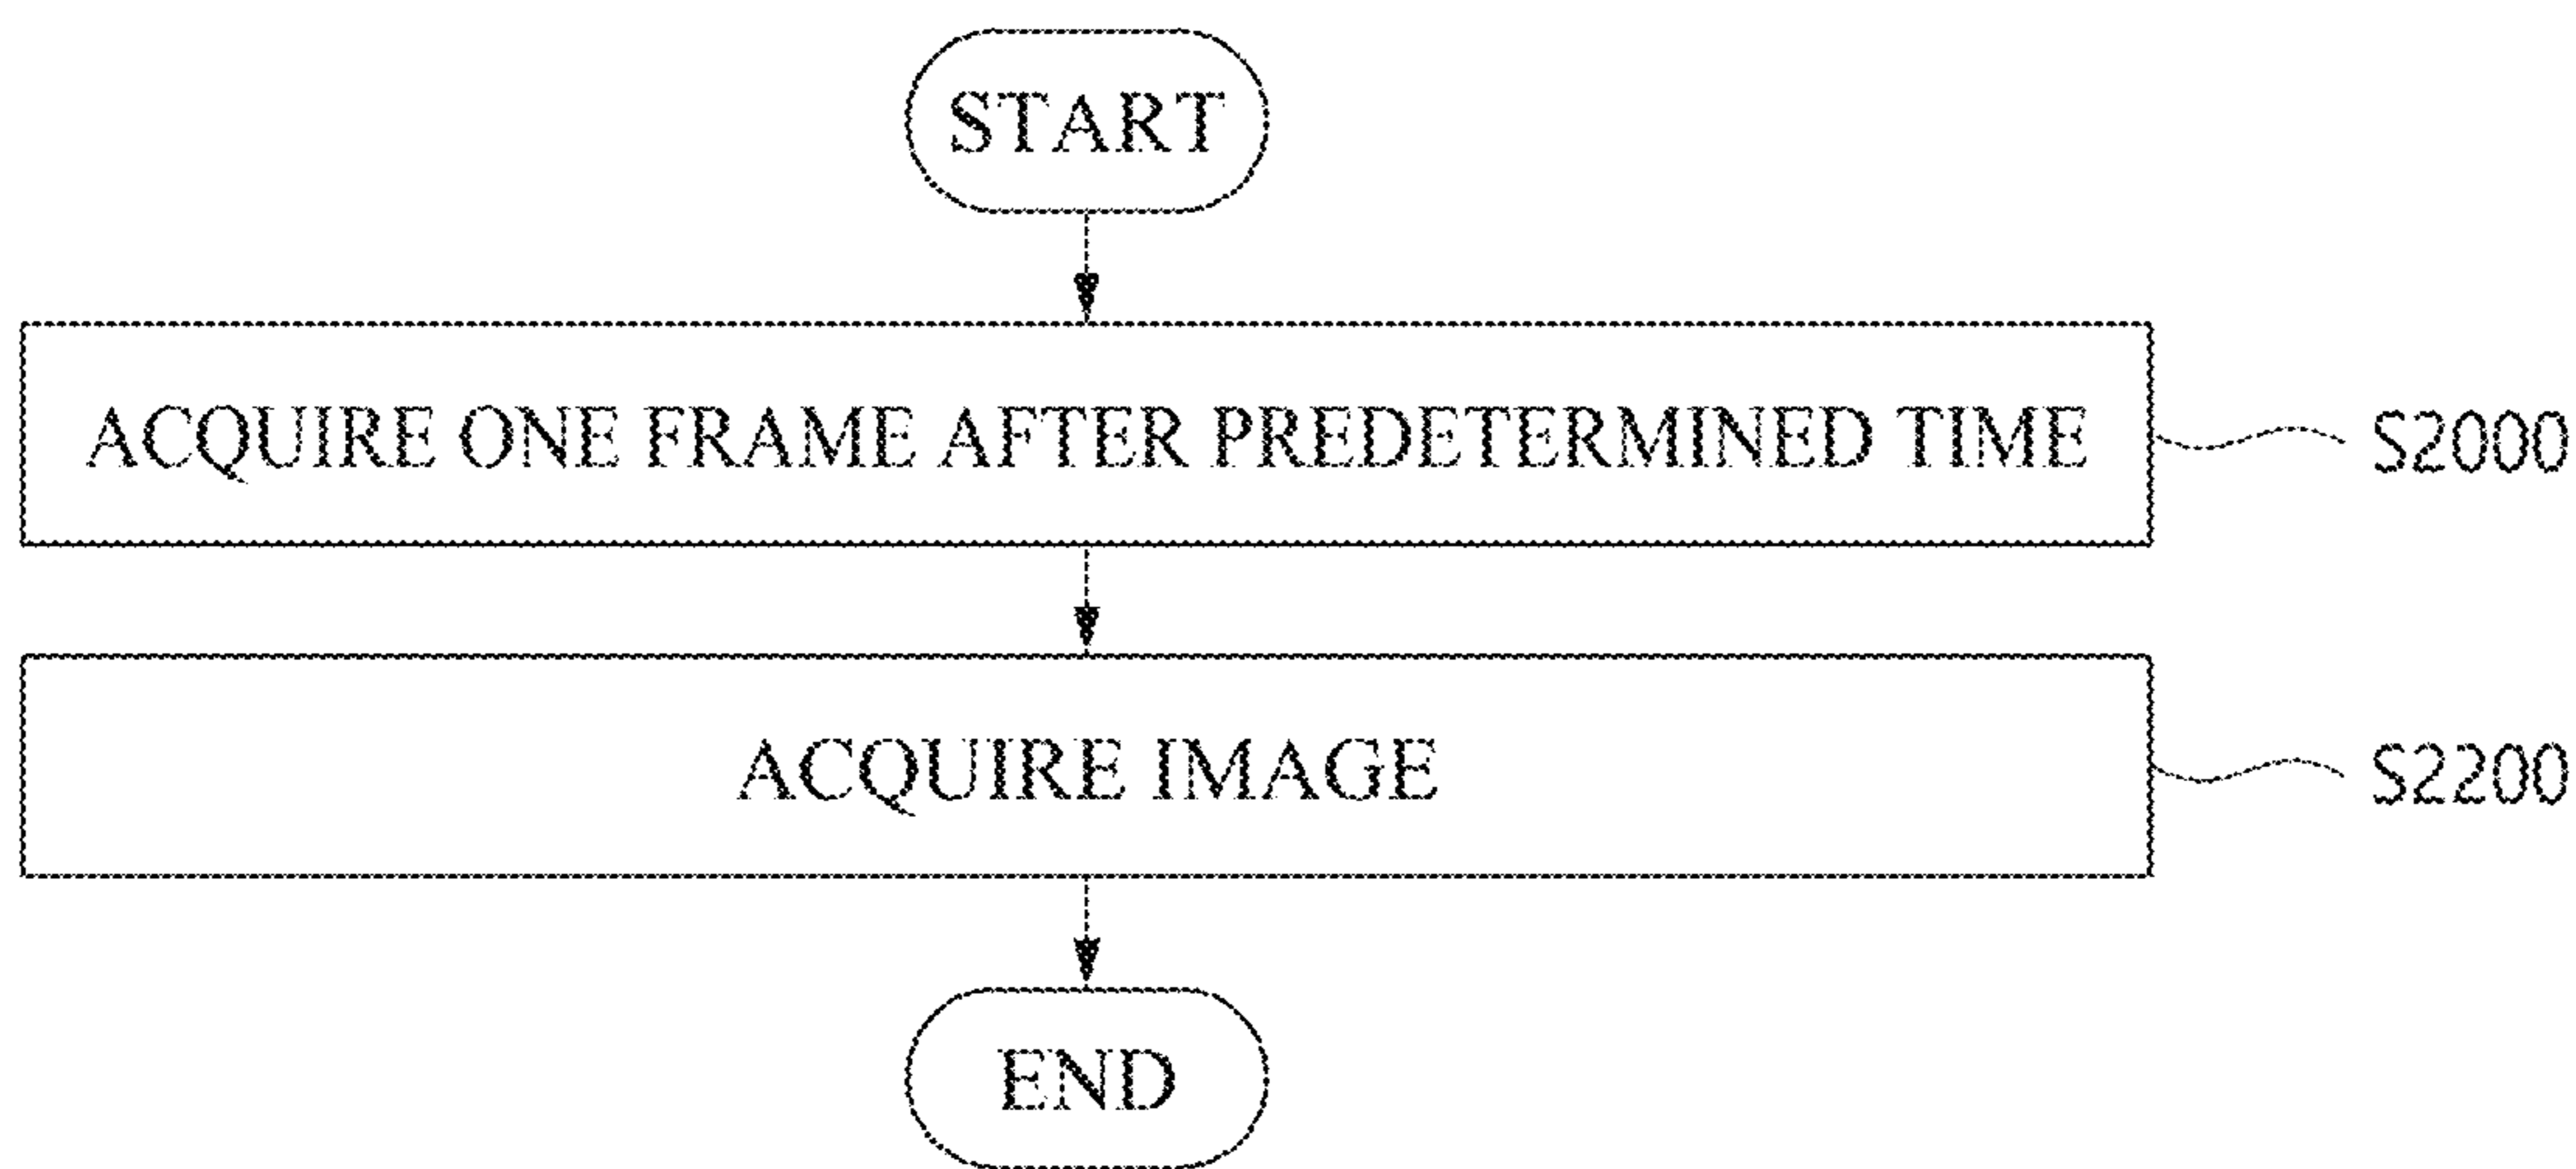 START
ACQUIRE ONE FRAME AFTER PREDETERMINED TIME
S2000
ACQUIRE IMAGE
S2200
END